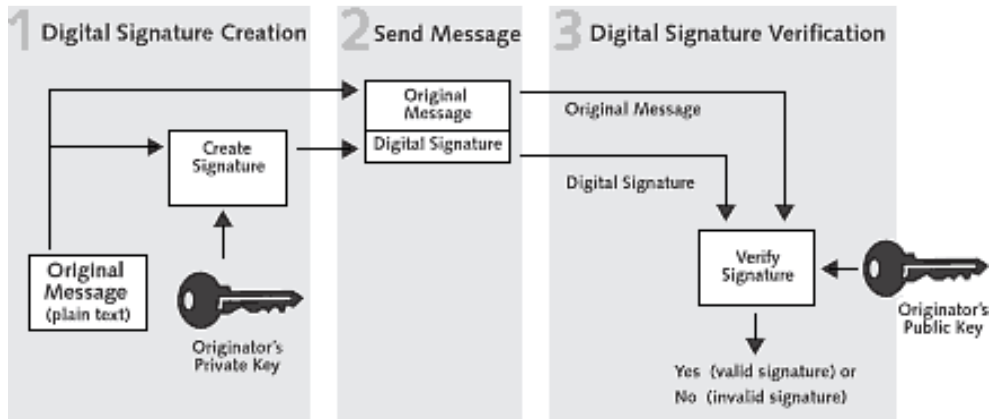 1 Digital Signature Creation
2 Send Message
3 Digital Signature Verification
Original
Message
(plain text)
Create
Signature
Originator's
Private Key
Original
Message
Digital Signature
Original Message
Digital Signature
Verify
Signature
Originator's
Public Key
Yes (valid signature) or
No (invalid signature)